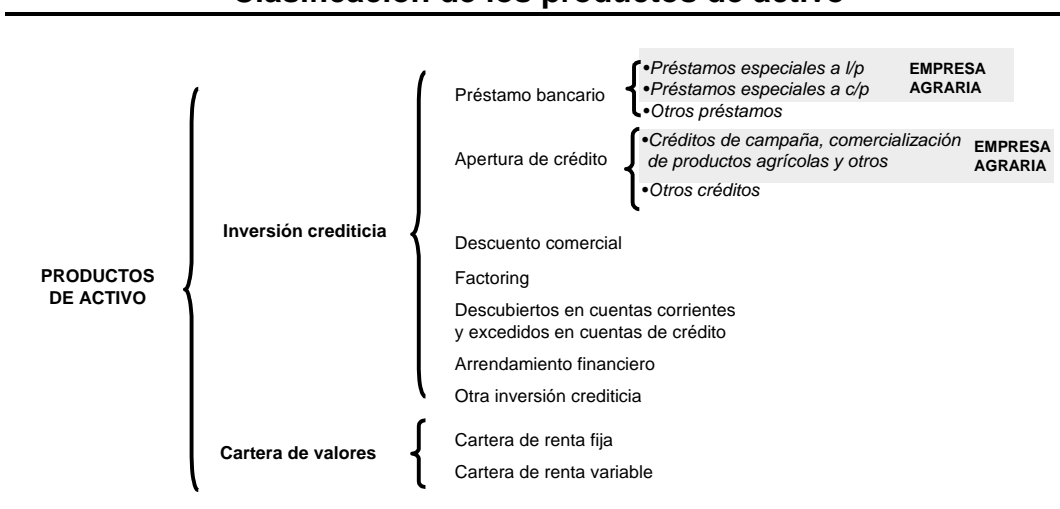 Clasificación de los productos de activo
•Préstamos especiales a l/p EMPRESA
Préstamo bancario •Préstamos especiales a c/p AGRARIA
•Otros préstamos
•Créditos de campaña, comercialización EMPRESA
Apertura de crédito de productos agrícolas y otros AGRARIA
•Otros créditos
Inversión crediticia
Descuento comercial
PRODUCTOS
DE ACTIVO
Factoring
Descubiertos en cuentas corrientes
y excedidos en cuentas de crédito
Arrendamiento financiero
Otra inversión crediticia
Cartera de valores
Cartera de renta fija
Cartera de renta variable